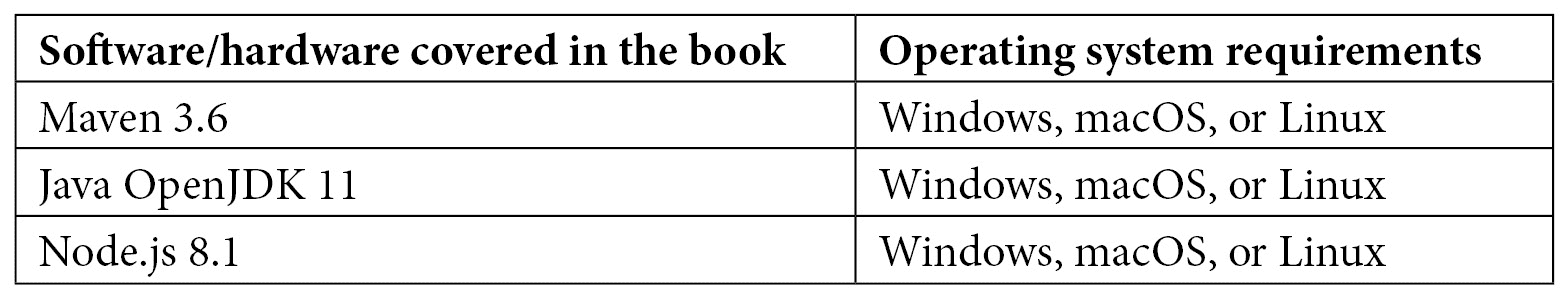 Software/hardware covered in the book Operating system requirements
Maven 3.6 Windows, macOS, or Linux
Java OpenJDK 11 Windows, macOS, or Linux
Node.js 8.1 Windows, macOS, or Linux